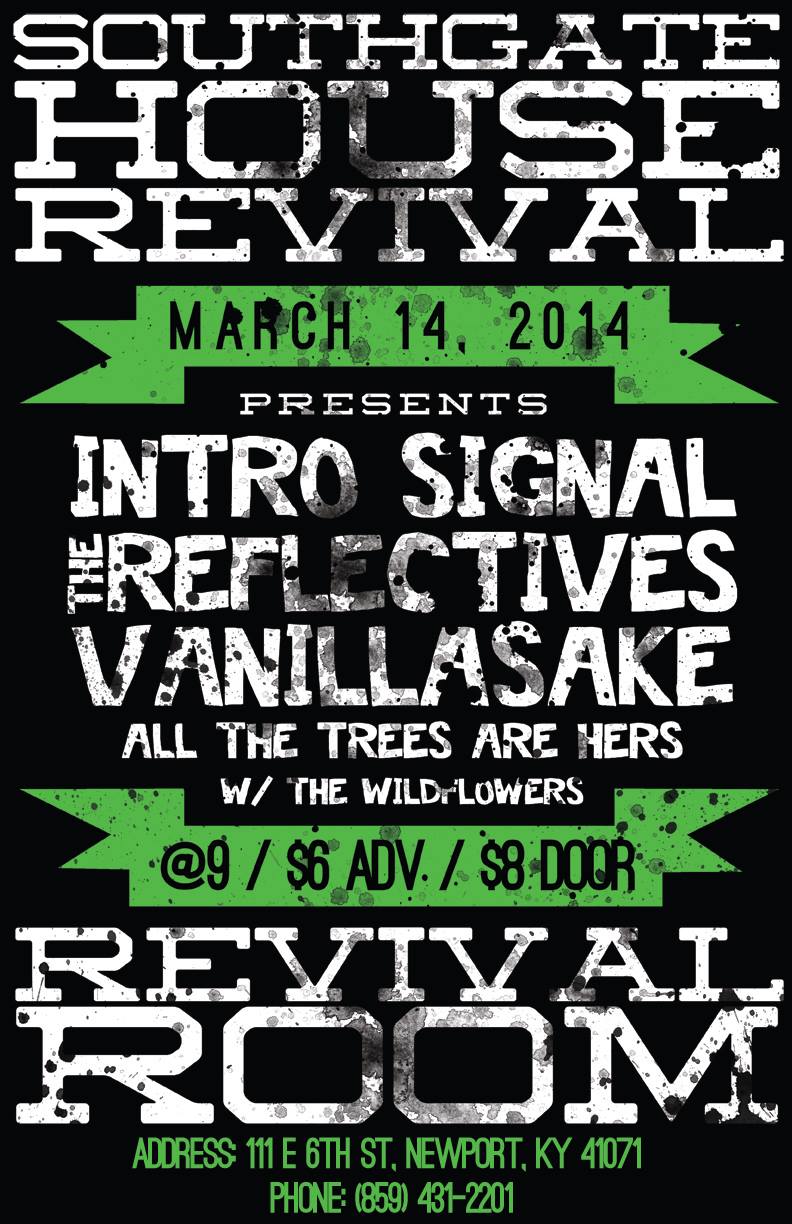 SOUTHGATE
HOUSE
REVIVAL
MARCH 14, 2014
PRESENTS
INTRO SIGNAL
THE REFLECTIVES
VANILLASAKE
ALL THE TREES ARE HERS
W/ THE WILDFLOWERS
@9 / $6 ADV. / $8 DOOR
REVIVAL
ROOM
ADDRESS: 111 E 6TH ST, NEWPORT, KY 41071
PHONE: (859) 431-2201